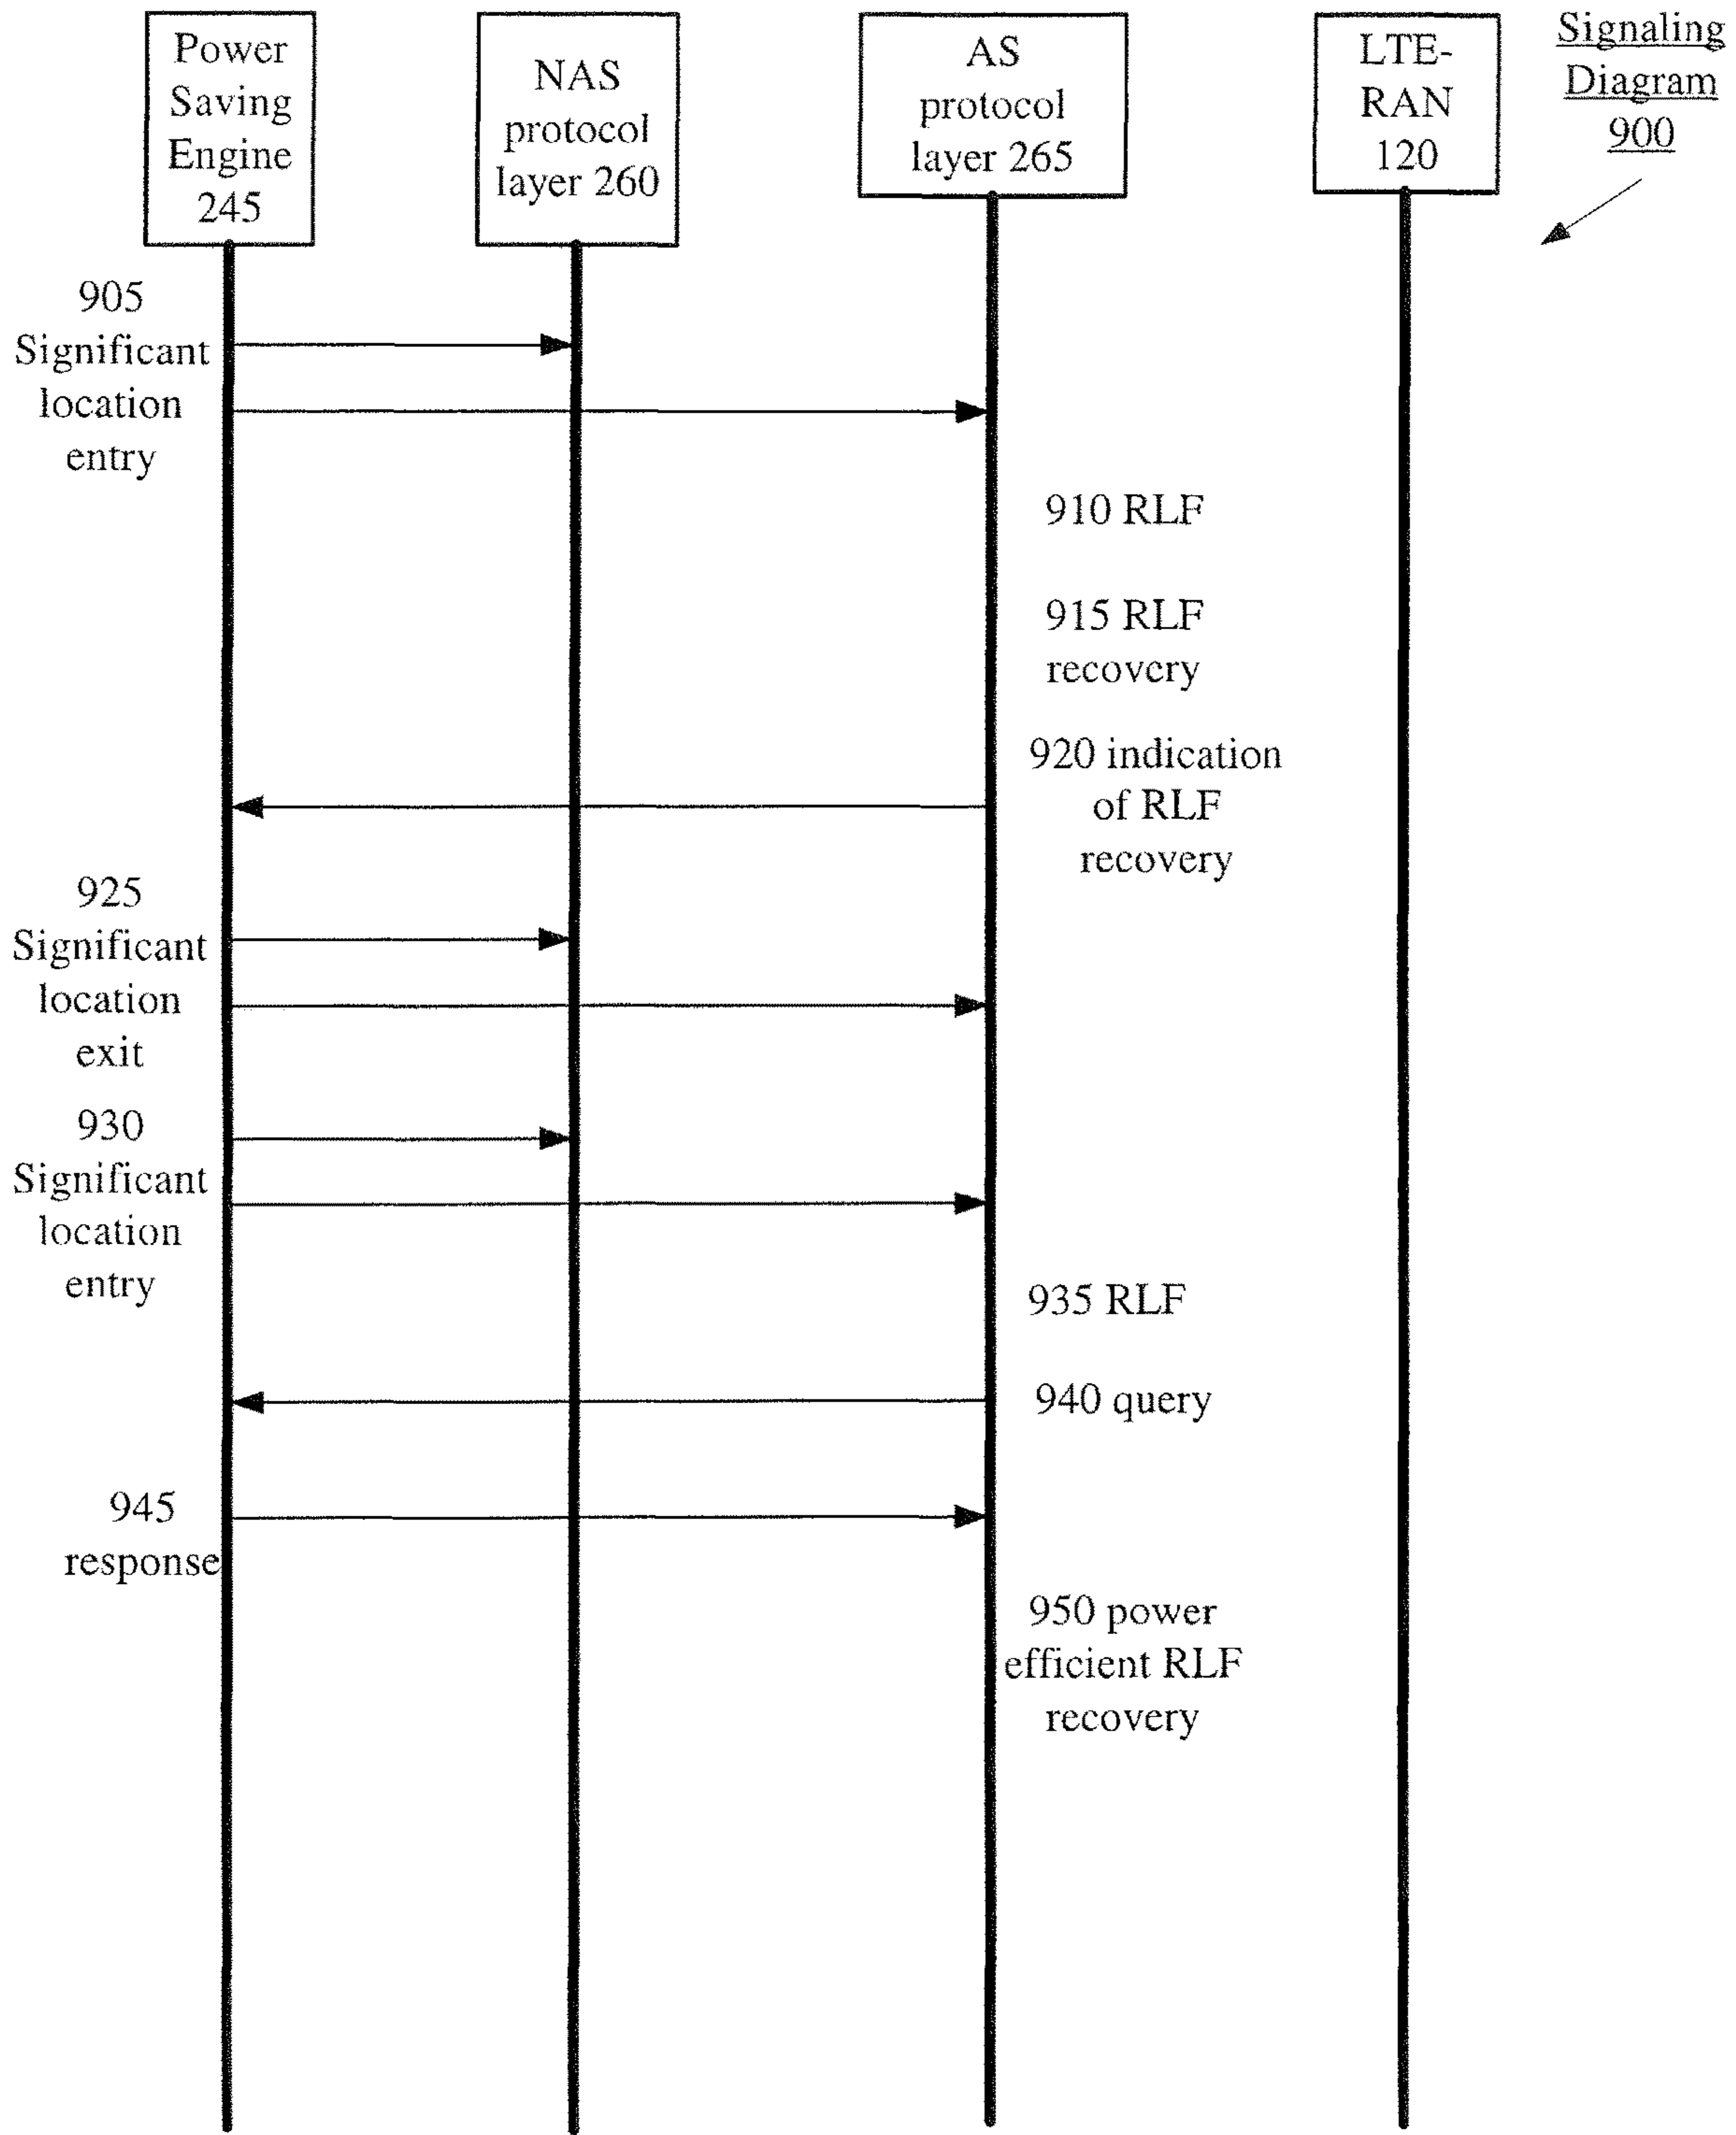 Power
Saving
Engine
245
NAS
protocol
layer 260
AS
protocol
layer 265
LTE-
RAN
120
Signaling
Diagram
900
905
Significant
location
entry
910 RLF
915 RLF
recovery
920 indication
of RLF
recovery
925
Significant
location
exit
930
Significant
location
entry
935 RLF
940 query
945
response
950 power
efficient RLF
recovery